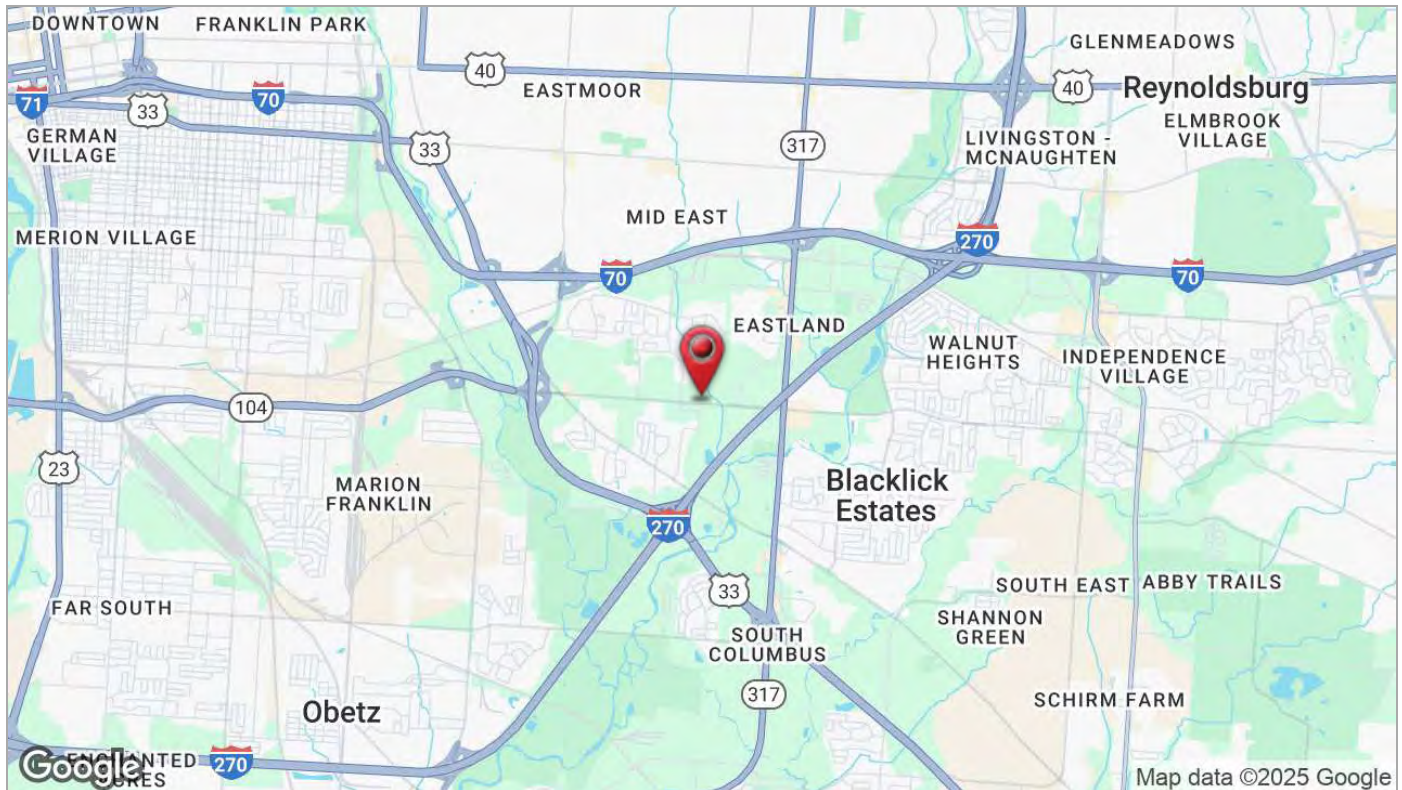 DOWNTOWN
FRANKLIN PARK
GLENMEADOWS
40
EASTMOOR
40
Reynoldsburg
71
33
70
ELMBROOK
VILLAGE
GERMAN
VILLAGE
33
317
LIVINGSTON -
MCNAUGHTEN
MID EAST
MERION VILLAGE
270
70
70
EASTLAND
WALNUT
HEIGHTS
INDEPENDENCE
VILLAGE
104
23
MARION
FRANKLIN
Blacklick
Estates
270
33
SOUTH EAST
ABBY TRAILS
FAR SOUTH
SHANNON
GREEN
SOUTH
COLUMBUS
317
SCHIRM FARM
Obetz
Google
ENCHANTED
ACRES
270
Map data ©2025 Google